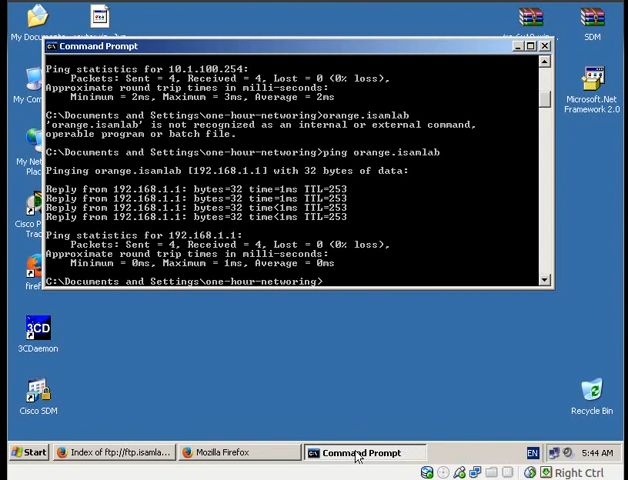 My Documents
SDM
Command Prompt
Ping statistics for 10.1.100.254:
Packets: Sent = 4, Received = 4, Lost = 0 (0% loss),
Approximate round trip times in milli-seconds:
Minimum = 2ms, Maximum = 3ms, Average = 2ms
C:\Documents and Settings\one-hour-networing>orange.isamlab
'orange.isamlab' is not recognized as an internal or external command,
operable program or batch file.
C:\Documents and Settings\one-hour-networing>ping orange.isamlab
Pinging orange.isamlab [192.168.1.1] with 32 bytes of data:
Reply from 192.168.1.1: bytes=32 time=1ms TTL=253
Reply from 192.168.1.1: bytes=32 time=1ms TTL=253
Reply from 192.168.1.1: bytes=32 time<1ms TTL=253
Reply from 192.168.1.1: bytes=32 time<1ms TTL=253
Ping statistics for 192.168.1.1:
Packets: Sent = 4, Received = 4, Lost = 0 (0% loss),
Approximate round trip times in milli-seconds:
Minimum = 0ms, Maximum = 1ms, Average = 0ms
C:\Documents and Settings\one-hour-networing>
My Co
My Net
Plac
Cisco P
Tra
firef
Microsoft.Net
Framework 2.0
3CD
3CDaemon
Cisco SDM
Recycle Bin
Start
Index of ftp://ftp.isamla...
Mozilla Firefox
Command Prompt
EN
5:44 AM
Right Ctrl